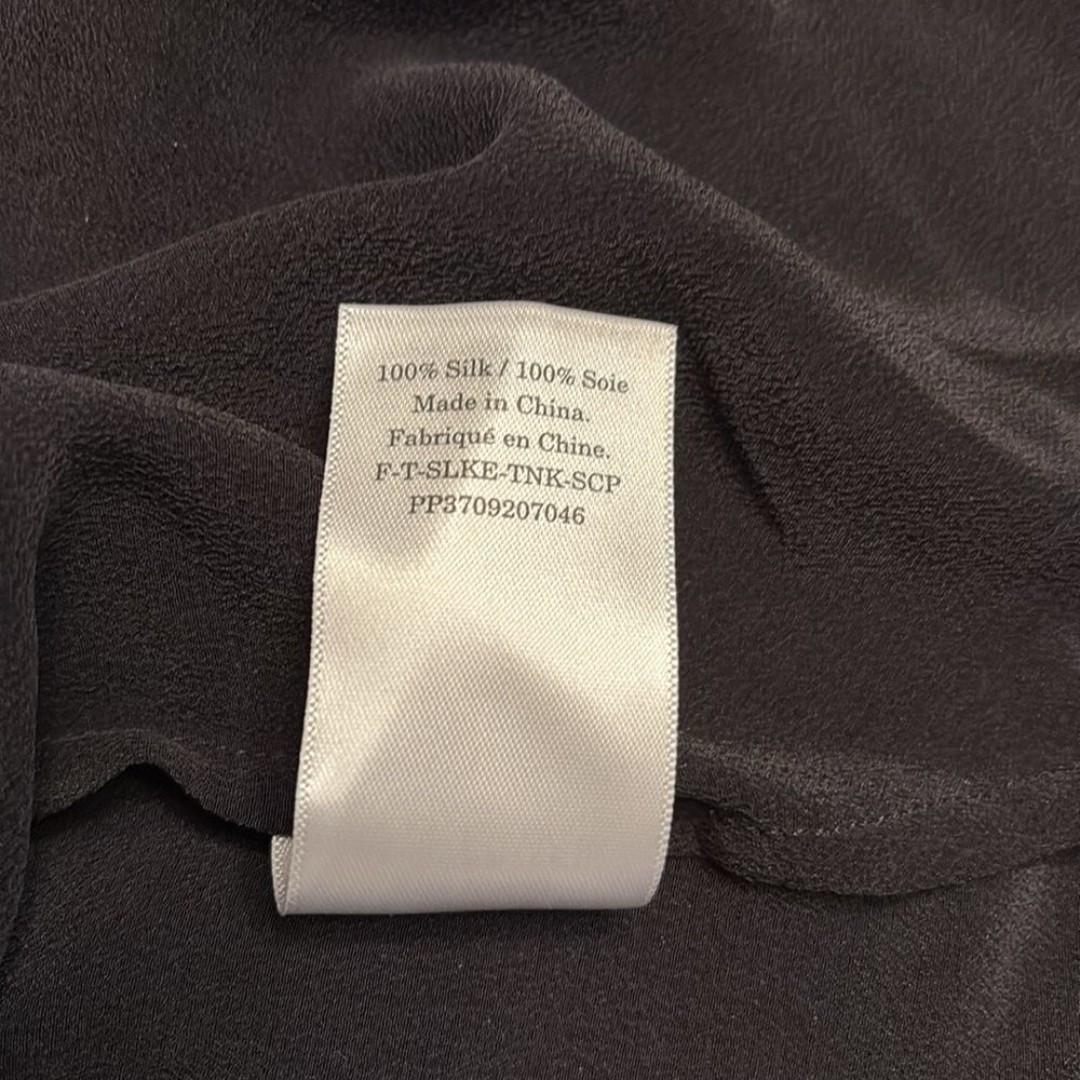 100% Silk / 100% Soie
Made in China.
Fabriqué en Chine.
F-T-SLKE-TNK-SCP
PP3709207046